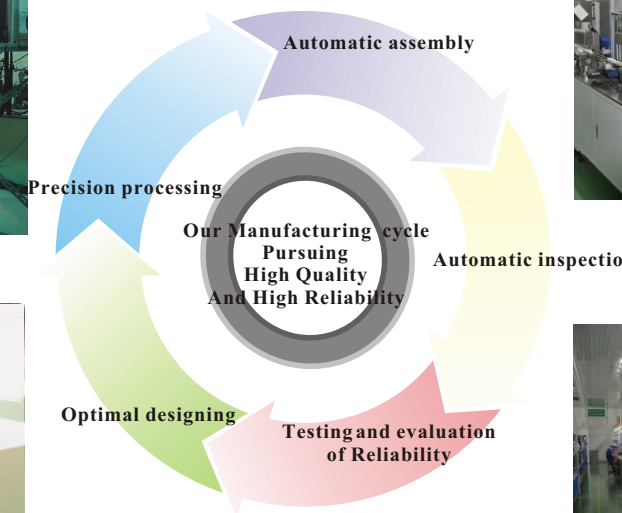 Automatic assembly
Precision processing
Our Manufacturing cycle
Pursuing
High Quality
And High Reliability
Automatic inspectio
Optimal designing
Testing and evaluation
of Reliability